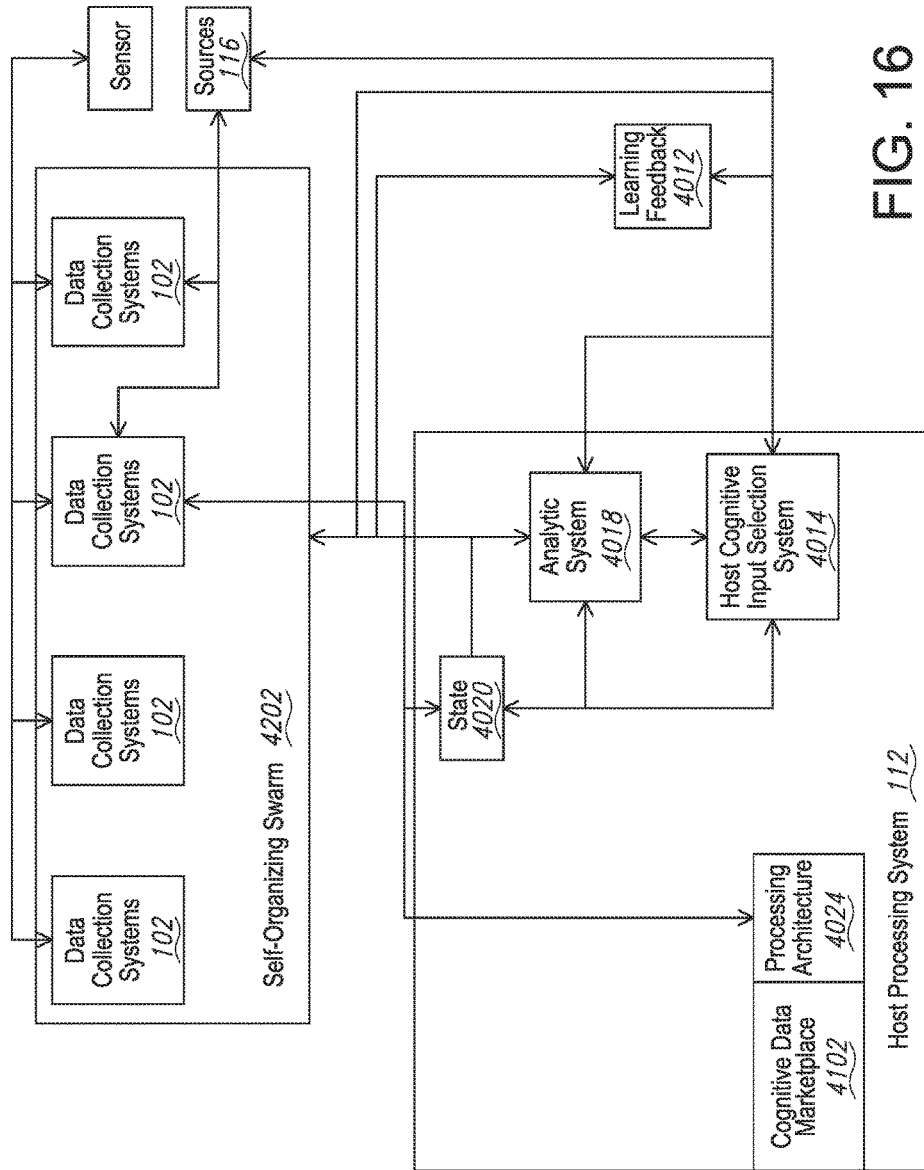 Sensor
Sources
116
Data
Collection
Systems
102
Data
Collection
Systems
102
Data
Collection
Systems
102
Data
Collection
Systems
102
Self-Organizing Swarm 4202
Learning
Feedback
4012
State
4020
Analytic
System
4018
Host Cognitive
Input Selection
System
4014
Processing
Architecture
4024
Cognitive Data
Marketplace
4102
Host Processing System 112
FIG. 16